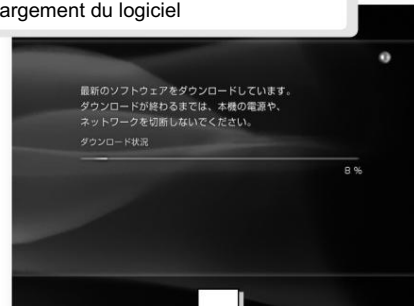 argement du logiciel
最新のソフトウェアをダウンロードしています。
ダウンロードが終わるまでは、本機の電源や、
ネットワークを切断しないでください。
ダウンロード状況
8 %